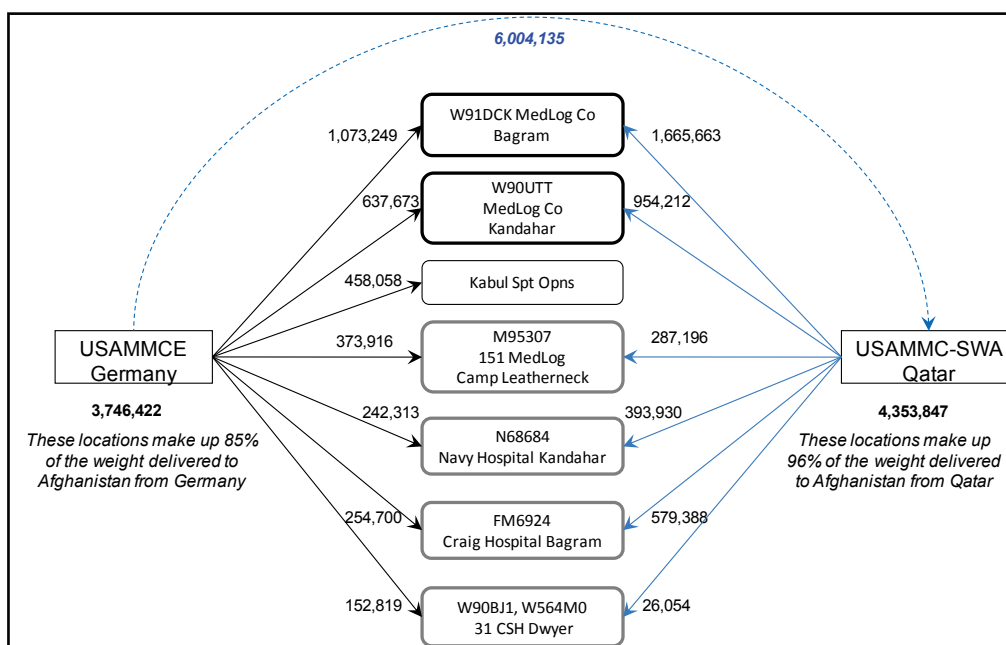 6,004,135
W91DCK MedLog Co
Bagram
1,073,249
1,665,663
W90UTT
MedLog Co
Kandahar
637,673
954,212
458,058
Kabul Spt Opns
USAMMCE
Germany
3,746,422
These locations make up 85%
of the weight delivered to
Afghanistan from Germany
373,916
M95307
151 MedLog
Camp Leatherneck
287,196
USAMMC-SWA
Qatar
4,353,847
These locations make up
96% of the weight delivered
to Afghanistan from Qatar
242,313
N68684
Navy Hospital Kandahar
393,930
254,700
FM6924
Craig Hospital Bagram
579,388
152,819
W90BJ1, W564M0
31 CSH Dwyer
26,054